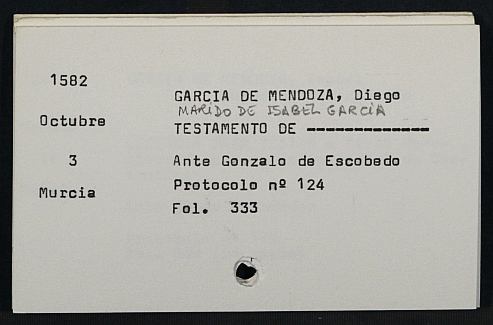 1582
GARCIA DE MENDOZA, Diego
MARIDO DE ISABEL GARCÍA
Octubre
TESTAMENTO DE --------------
3 Ante Gonzalo de Escobedo
Murcia
Protocolo nº 124
Fol. 333